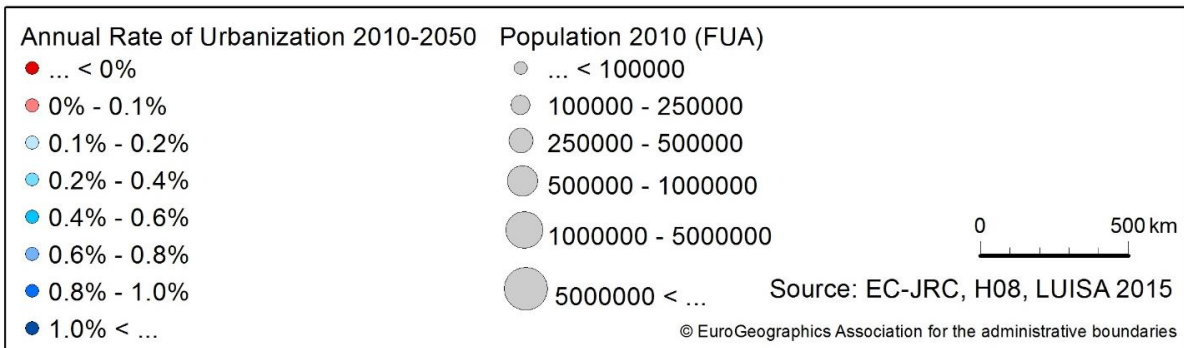 Annual Rate of Urbanization 2010-2050
... < 0%
0% - 0.1%
0.1% - 0.2%
0.2% - 0.4%
0.4% - 0.6%
0.6% - 0.8%
0.8% - 1.0%
1.0% < ...
Population 2010 (FUA)
... < 100000
100000 - 250000
250000 - 500000
500000 - 1000000
1000000 - 5000000
5000000 < ...
0 500 km
Source: EC-JRC, H08, LUISA 2015
© EuroGeographics Association for the administrative boundaries